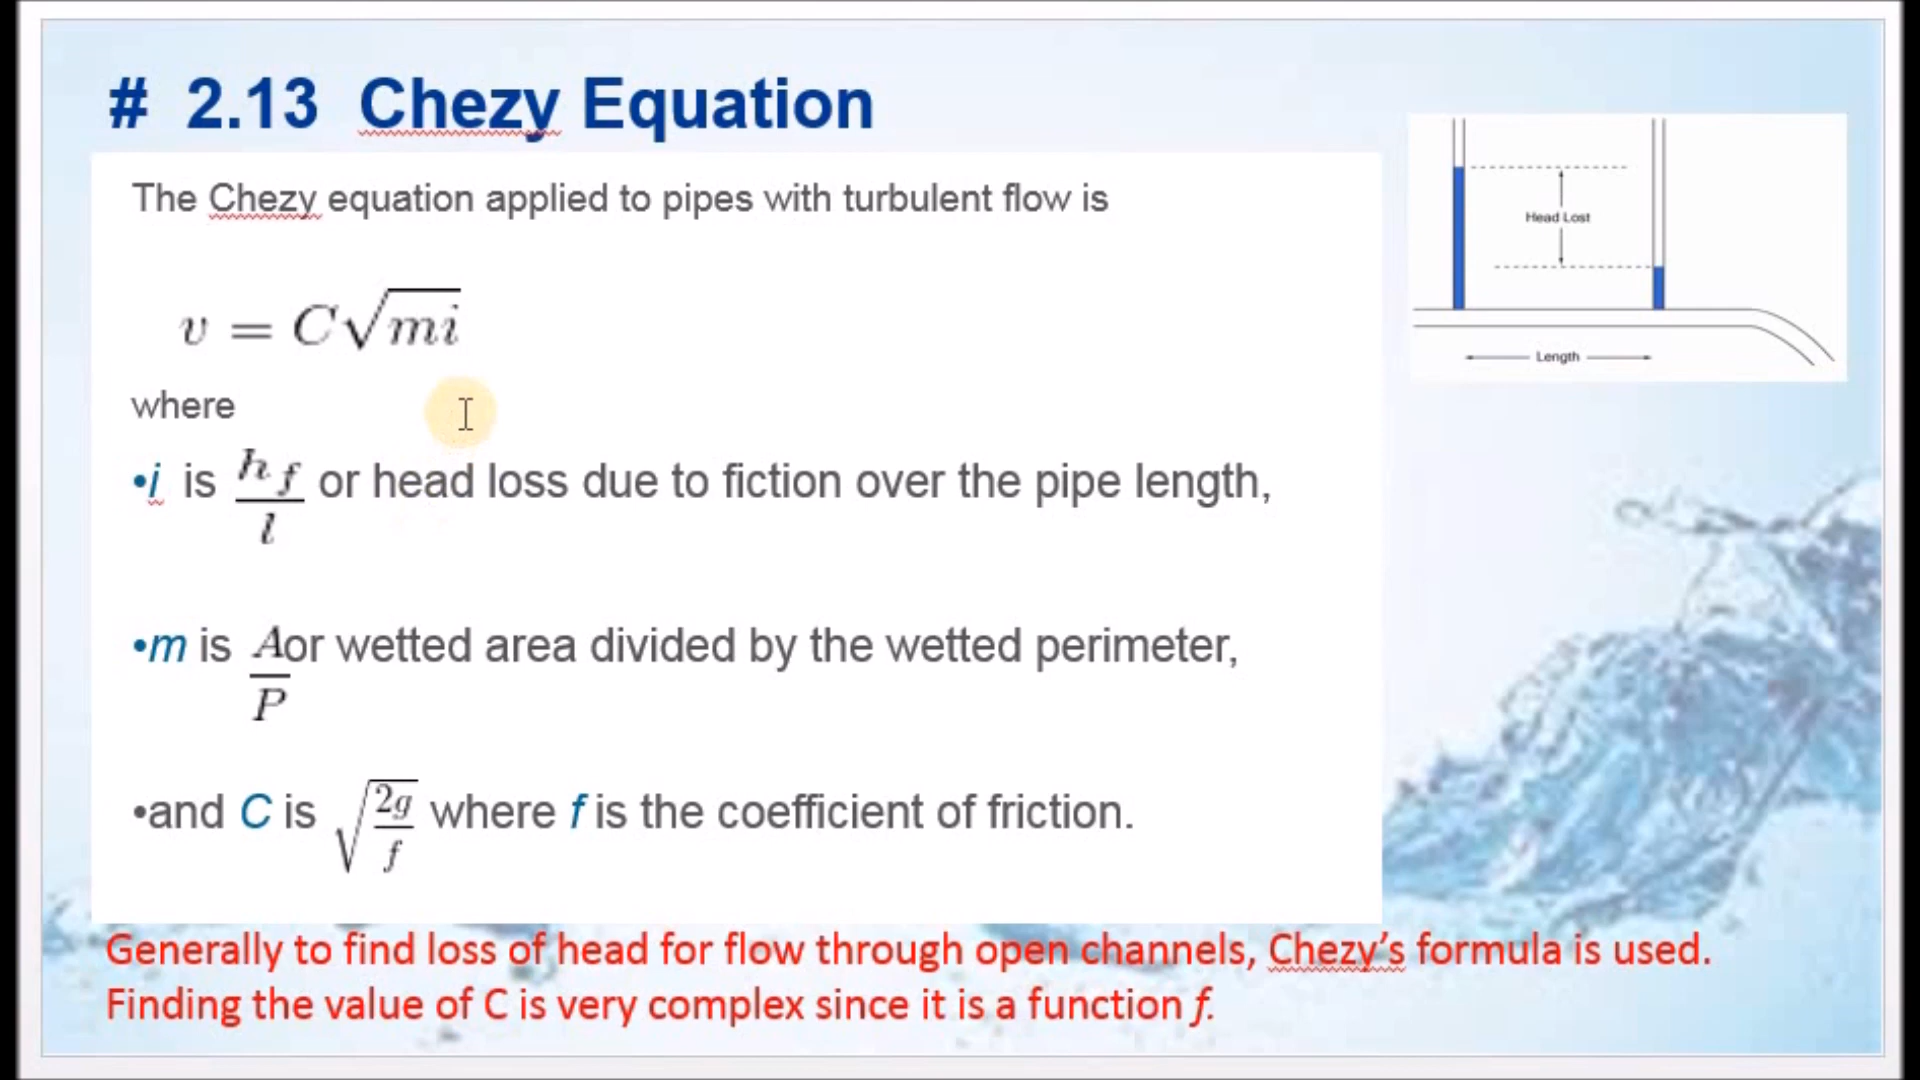 # 2.13 Chezy Equation
The Chezy equation applied to pipes with turbulent flow is
v = C√mi
where
•i is hf/l or head loss due to fiction over the pipe length,
•m is A/P or wetted area divided by the wetted perimeter,
•and C is √2g/f where f is the coefficient of friction.
Generally to find loss of head for flow through open channels, Chezy’s formula is used.
Finding the value of C is very complex since it is a function f.
Head Lost
Length